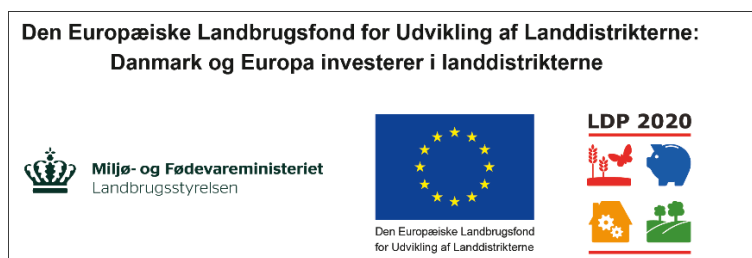 Den Europæiske Landbrugsfond for Udvikling af Landdistrikterne:
Danmark og Europa investerer i landdistrikterne
LDP 2020
Miljø- og Fødevareministeriet
Landbrugsstyrelsen
Den Europæiske Landbrugsfond
for Udvikling af Landdistrikterne